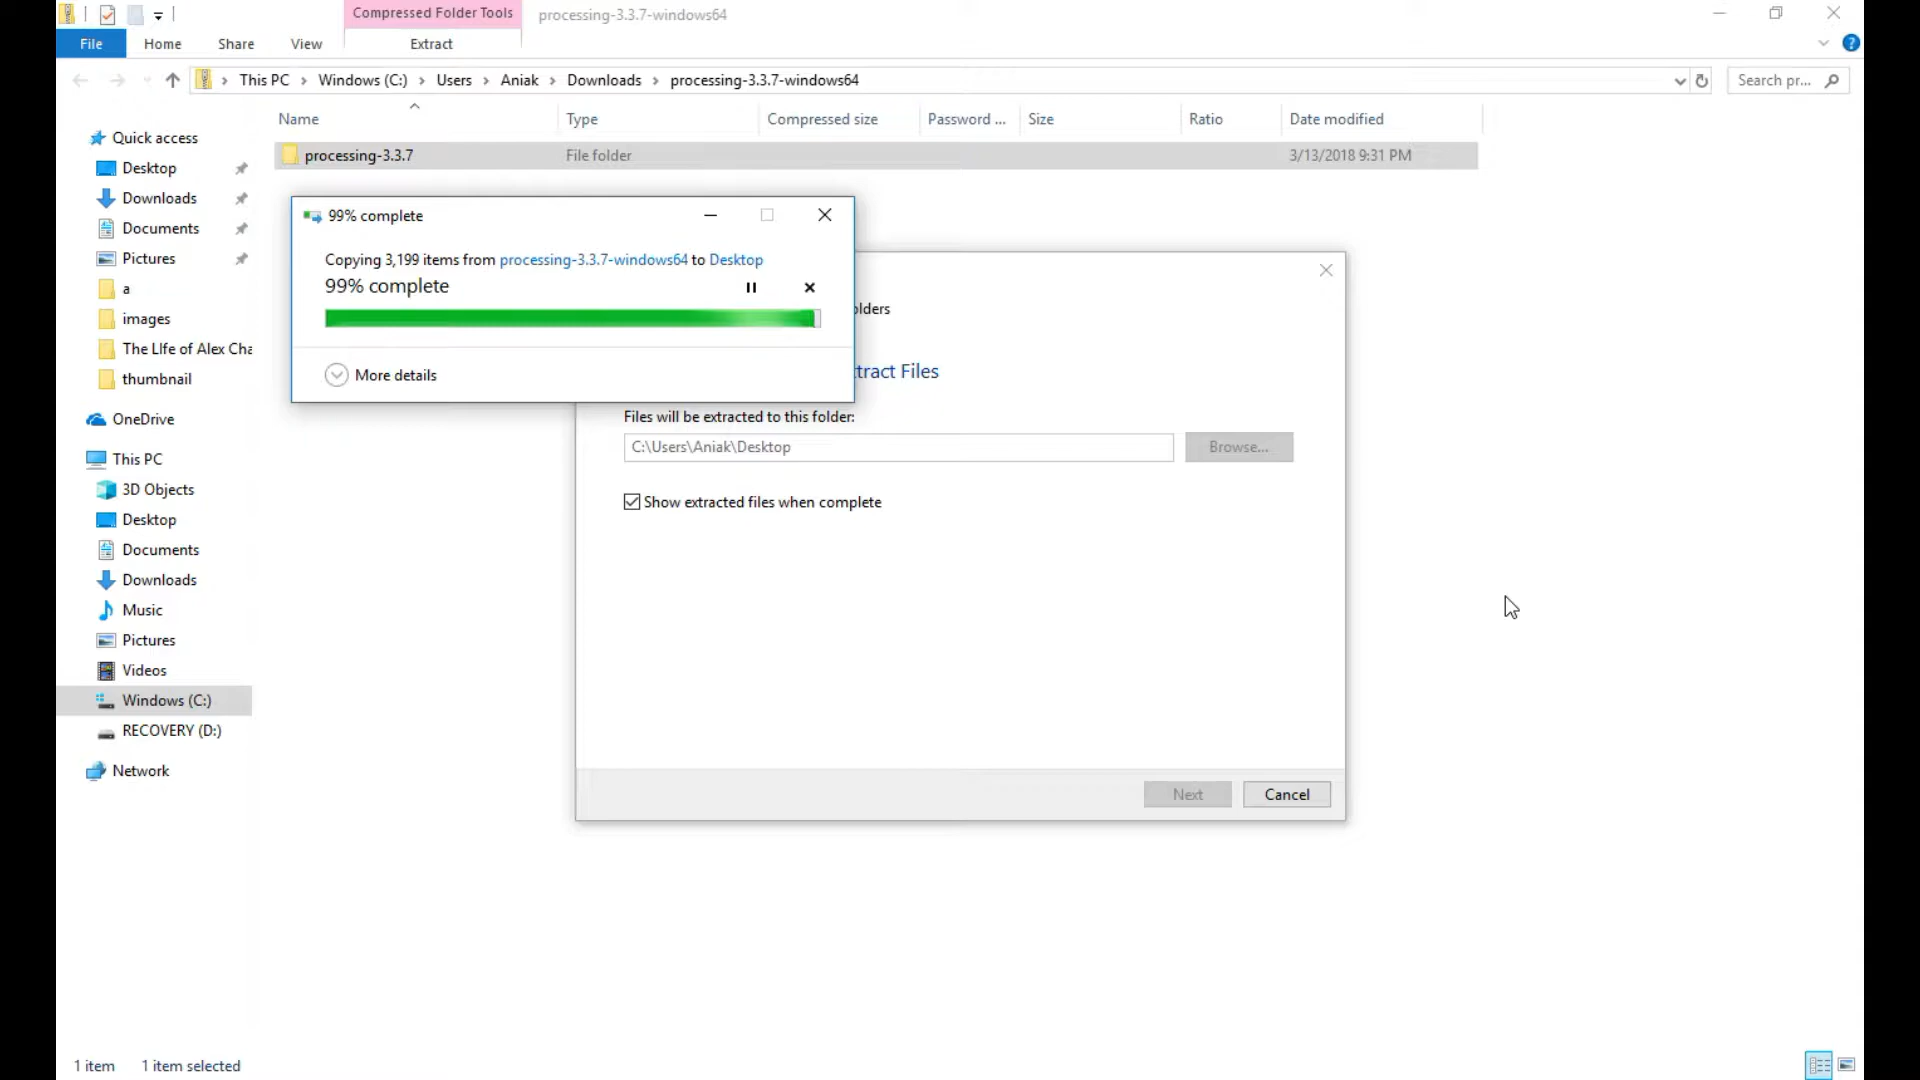 Compressed Folder Tools processing-3.3.7-windows64
File Home Share View Extract
This PC Windows (C:) Users Aniak Downloads processing-3.3.7-windows64 Search pr...
Name Type Compressed size Password ... Size Ratio Date modified
processing-3.3.7 File folder 3/13/2018 9:31 PM
Quick access
Desktop
Downloads
Documents
Pictures
a
images
The LIfe of Alex Cha
thumbnail
OneDrive
This PC
3D Objects
Desktop
Documents
Downloads
Music
Pictures
Videos
Windows (C:)
RECOVERY (D:)
Network
99% complete
Copying 3,199 items from processing-3.3.7-windows64 to Desktop
99% complete
More details
olders
tract Files
Files will be extracted to this folder:
C:\Users\Aniak\Desktop Browse...
Show extracted files when complete
Next Cancel
1 item 1 item selected